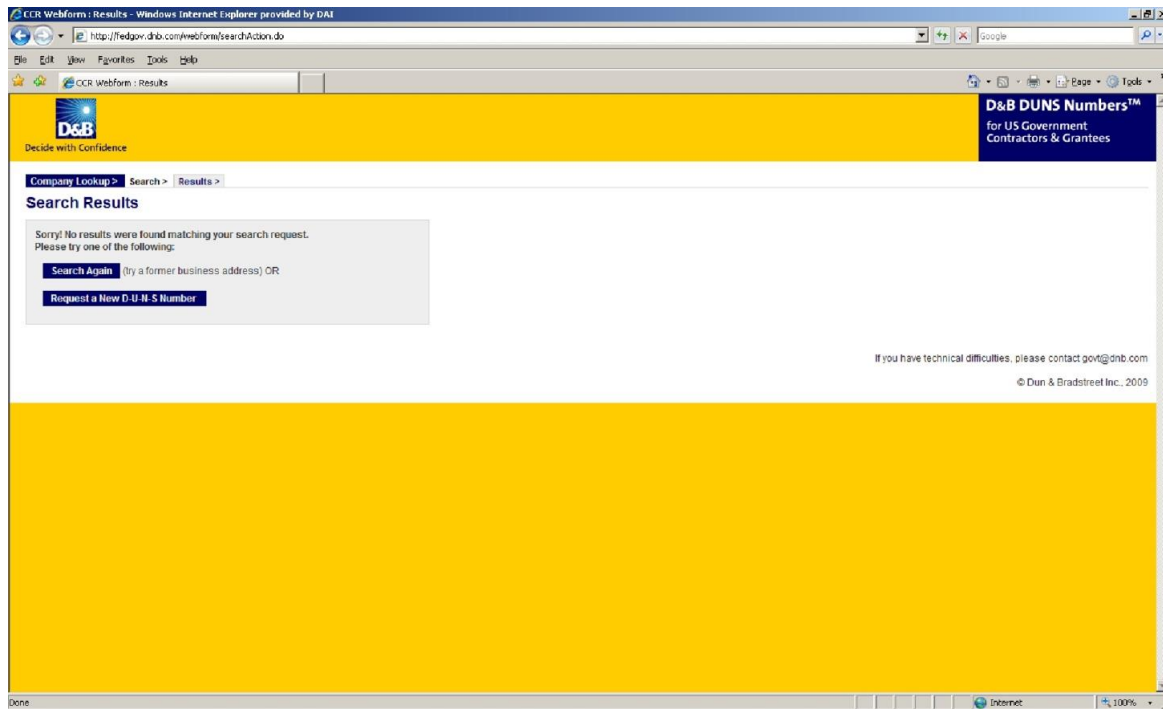 CCR Webform : Results - Windows Internet Explorer provided by DAI
http://fedgov.dnb.com/webform/searchAction.do
Google
File Edit View Favorites Tools Help
CCR Webform : Results
Page Tools
D&B
Decide with Confidence
D&B DUNS Numbers™
for US Government
Contractors & Grantees
Company Lookup > Search > Results >
Search Results
Sorry! No results were found matching your search request.
Please try one of the following:
Search Again (try a former business address) OR
Request a New D-U-N-S Number
If you have technical difficulties, please contact govt@dnb.com
© Dun & Bradstreet Inc., 2009
Done
Internet
100%